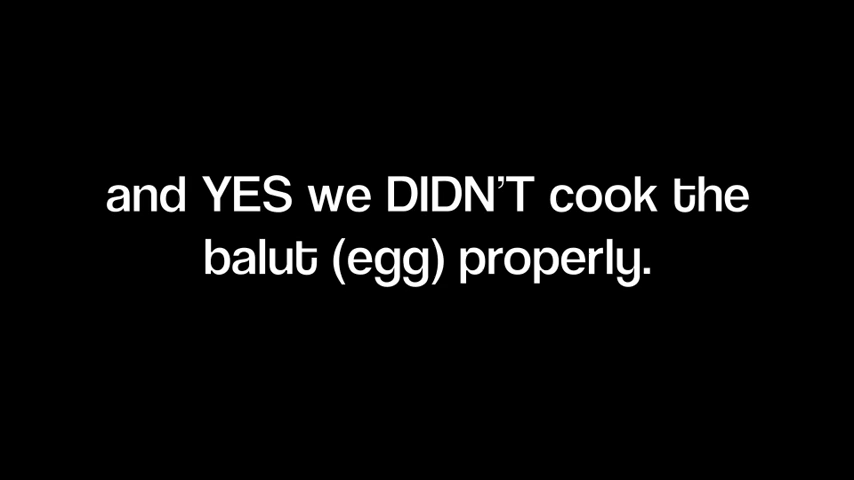 and YES we DIDN'T cook the
balut (egg) properly.